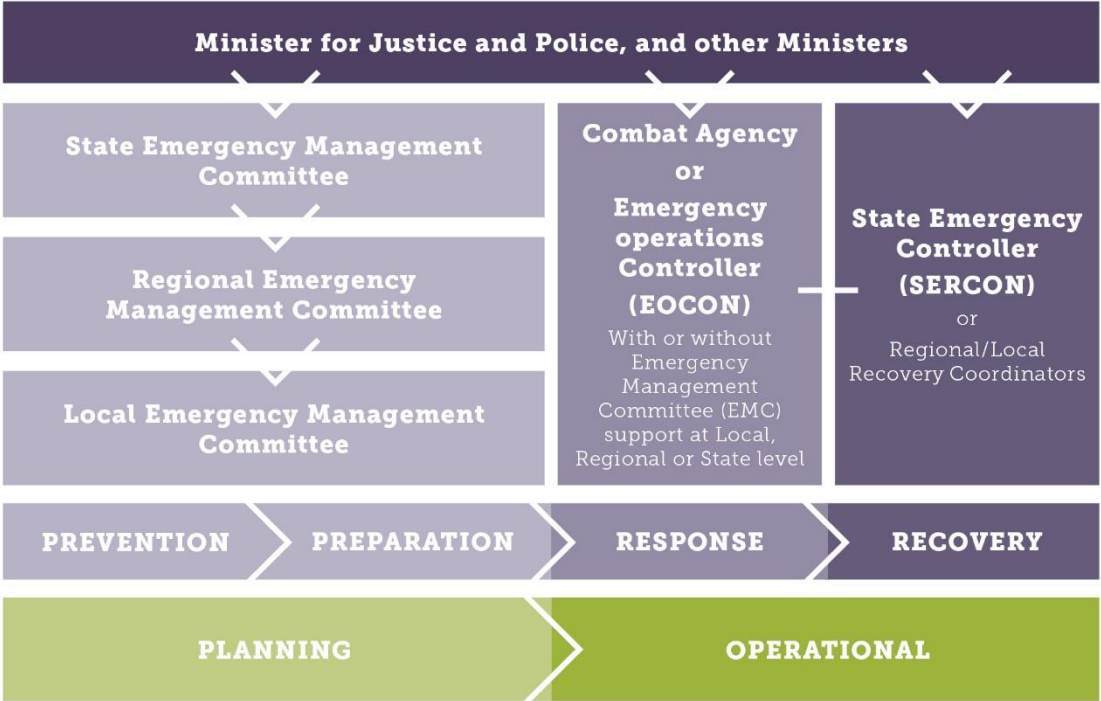 Minister for Justice and Police, and other Ministers
State Emergency Management
Committee
Regional Emergency
Management Committee
Local Emergency Management
Committee
Combat Agency
or
Emergency
operations
Controller
(EOCON)
With or without
Emergency
Management
Committee (EMC)
support at Local,
Regional or State level
State Emergency
Controller
(SERCON)
or
Regional/Local
Recovery Coordinators
PREVENTION
PREPARATION
RESPONSE
RECOVERY
PLANNING
OPERATIONAL